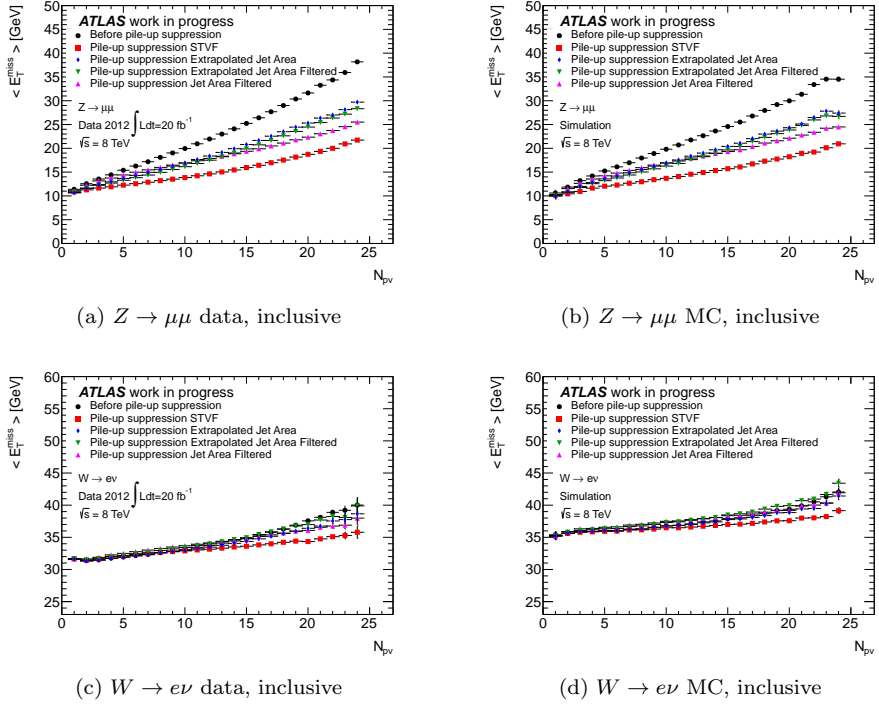 ATLAS work in progress
Before pile-up suppression
Pile-up suppression STVF
Pile-up suppression Extrapolated Jet Area
Pile-up suppression Extrapolated Jet Area Filtered
Pile-up suppression Jet Area Filtered
Z → μμ
Data 2012 ∫ Ldt=20 fb⁻¹
√s = 8 TeV
< E_T^miss > [GeV]
50
45
40
35
30
25
20
15
10
5
0
0 5 10 15 20 25
N_pv
(a) Z → μμ data, inclusive
ATLAS work in progress
Before pile-up suppression
Pile-up suppression STVF
Pile-up suppression Extrapolated Jet Area
Pile-up suppression Extrapolated Jet Area Filtered
Pile-up suppression Jet Area Filtered
Z → μμ
Simulation
√s = 8 TeV
< E_T^miss > [GeV]
50
45
40
35
30
25
20
15
10
5
0
0 5 10 15 20 25
N_pv
(b) Z → μμ MC, inclusive
ATLAS work in progress
Before pile-up suppression
Pile-up suppression STVF
Pile-up suppression Extrapolated Jet Area
Pile-up suppression Extrapolated Jet Area Filtered
Pile-up suppression Jet Area Filtered
W → eν
Data 2012 ∫ Ldt=20 fb⁻¹
√s = 8 TeV
< E_T^miss > [GeV]
60
55
50
45
40
35
30
25
0 5 10 15 20 25
N_pv
(c) W → eν data, inclusive
ATLAS work in progress
Before pile-up suppression
Pile-up suppression STVF
Pile-up suppression Extrapolated Jet Area
Pile-up suppression Extrapolated Jet Area Filtered
Pile-up suppression Jet Area Filtered
W → eν
Simulation
√s = 8 TeV
< E_T^miss > [GeV]
60
55
50
45
40
35
30
25
0 5 10 15 20 25
N_pv
(d) W → eν MC, inclusive